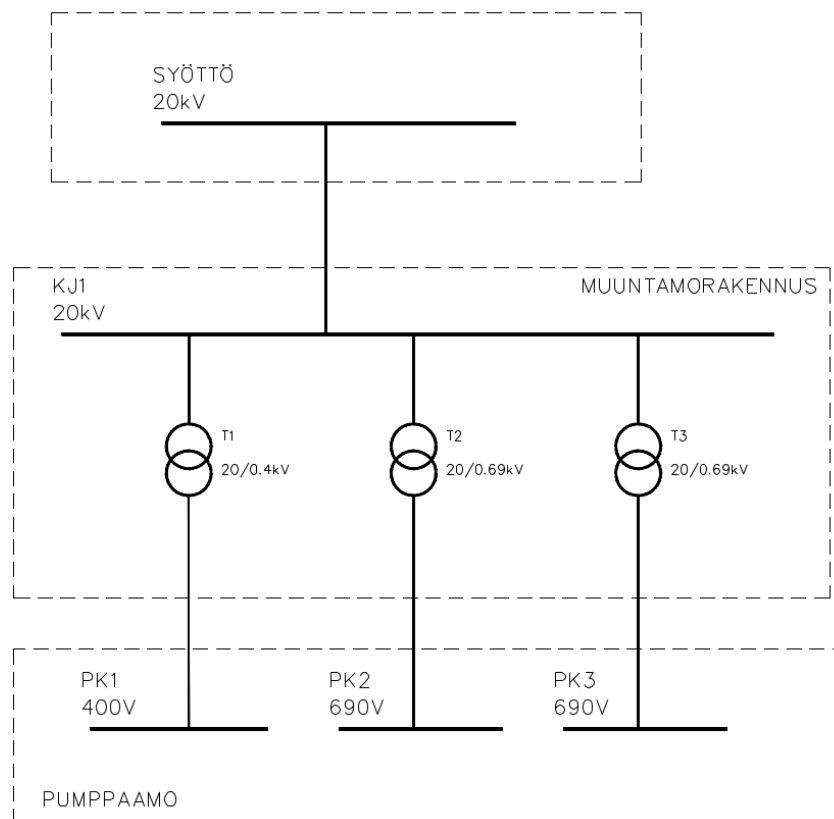 SYÖTTÖ
20kV
KJ1
20kV
MUUNTAMORAKENNUS
T1
20/0.4kV
T2
20/0.69kV
T3
20/0.69kV
PK1
400V
PK2
690V
PK3
690V
PUMPPAAMO